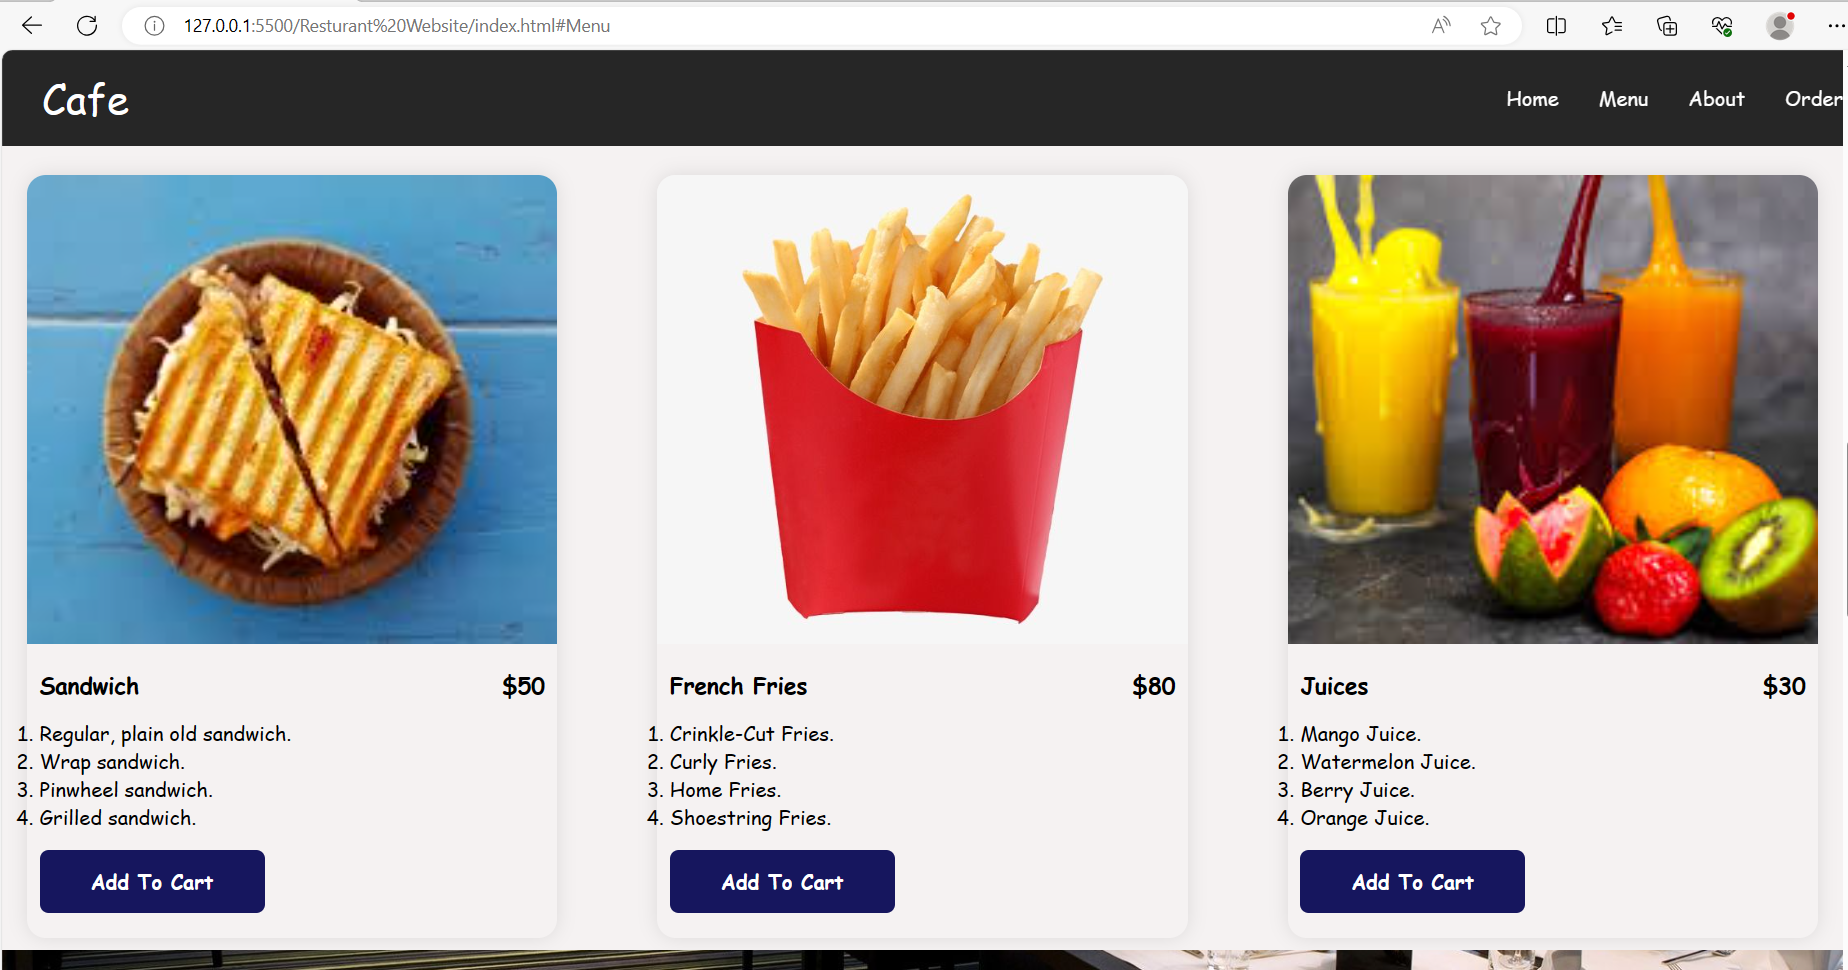 127.0.0.1:5500/Resturant%20Website/index.html#Menu
Cafe
Home Menu About Order
Sandwich $50
1. Regular, plain old sandwich.
2. Wrap sandwich.
3. Pinwheel sandwich.
4. Grilled sandwich.
Add To Cart
French Fries $80
1. Crinkle-Cut Fries.
2. Curly Fries.
3. Home Fries.
4. Shoestring Fries.
Add To Cart
Juices $30
1. Mango Juice.
2. Watermelon Juice.
3. Berry Juice.
4. Orange Juice.
Add To Cart